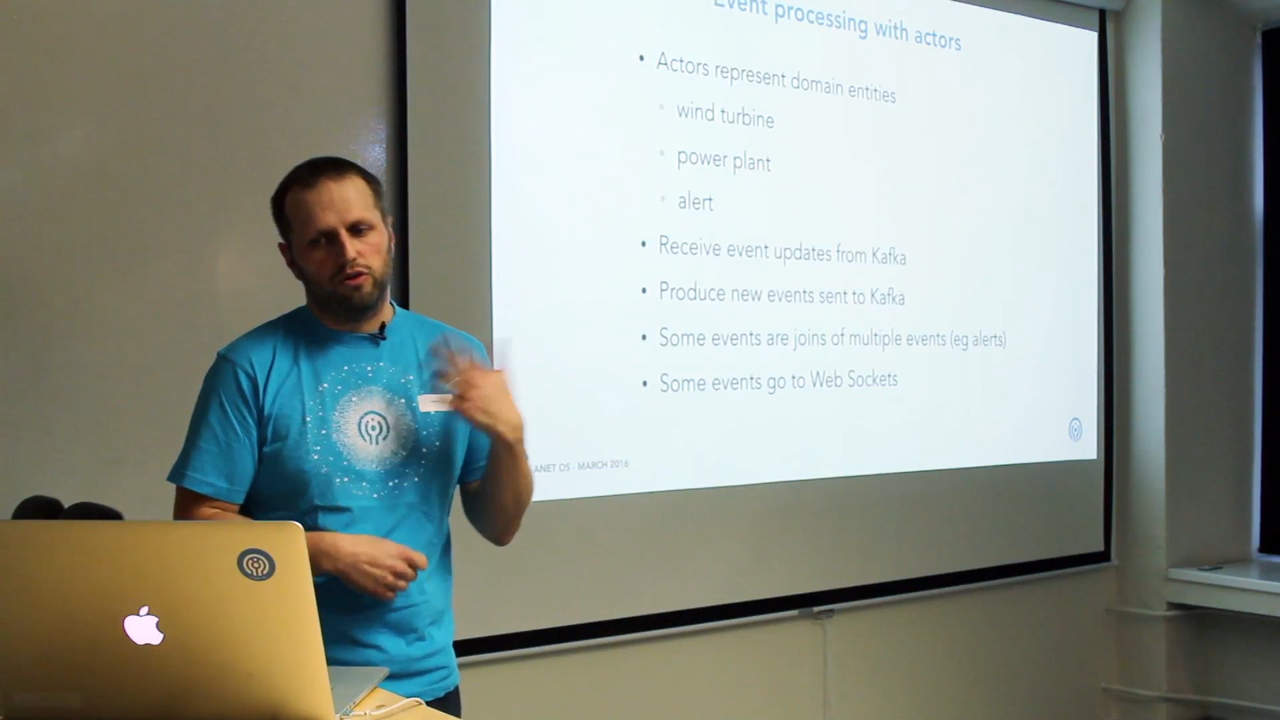 Event processing with actors
• Actors represent domain entities
• wind turbine
• power plant
• alert
• Receive event updates from Kafka
• Produce new events sent to Kafka
• Some events are joins of multiple events (eg alerts)
• Some events go to Web Sockets
ANET OS - MARCH 2016